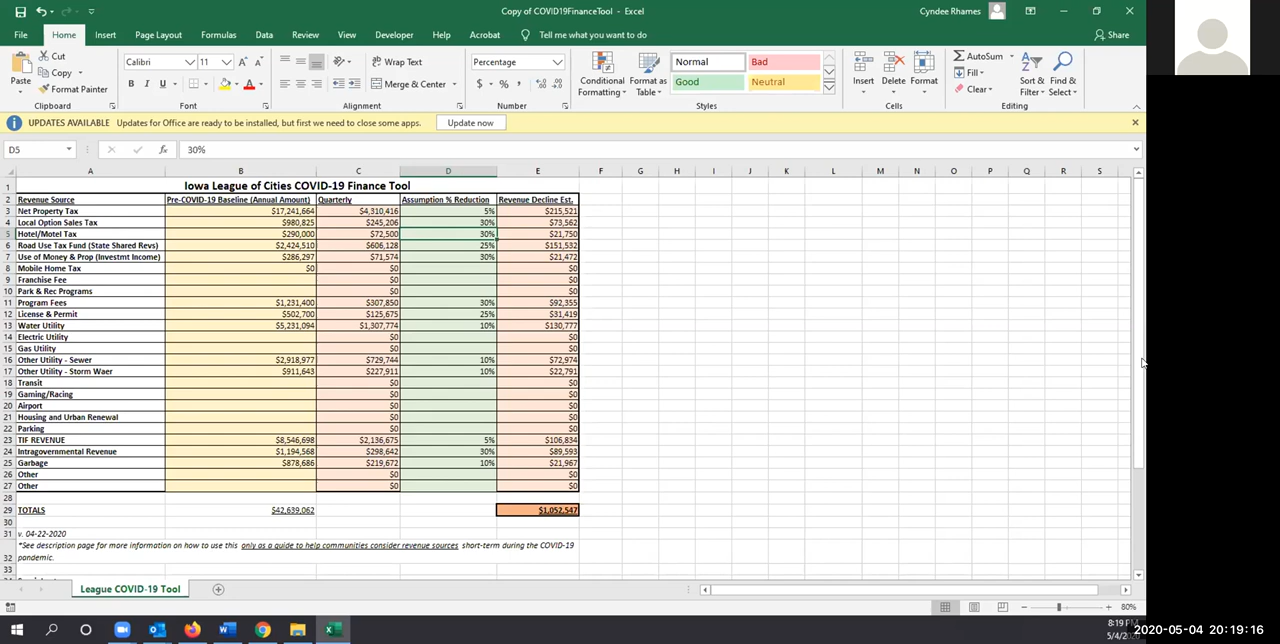 Copy of COVID19FinanceTool - Excel
Cyndee Rhames
File Home Insert Page Layout Formulas Data Review View Developer Help Acrobat Tell me what you want to do Share
Paste
Cut
Copy
Format Painter
Clipboard
Calibri 11
B I U
Font
Wrap Text
Merge & Center
Alignment
Percentage
$ % ,
Number
Conditional Formatting
Format as Table
Normal Bad
Good Neutral
Styles
Insert Delete Format
Cells
AutoSum
Fill
Clear
Sort & Filter
Find & Select
Editing
UPDATES AVAILABLE Updates for Office are ready to be installed, but first we need to close some apps. Update now
D5 fx 30%
A B C D E F G H I J K L M N O P Q R S
1 Iowa League of Cities COVID-19 Finance Tool
2 Revenue Source Pre-COVID-19 Baseline (Annual Amount) Quarterly Assumption % Reduction Revenue Decline Est.
3 Net Property Tax $17,241,664 $4,310,416 5% $215,521
4 Local Option Sales Tax $980,825 $245,206 30% $73,562
5 Hotel/Motel Tax $290,000 $72,500 30% $21,750
6 Road Use Tax Fund (State Shared Revs) $2,424,510 $606,128 25% $151,532
7 Use of Money & Prop (Investmt Income) $286,297 $71,574 30% $21,472
8 Mobile Home Tax $0 $0 $0
9 Franchise Fee $0 $0
10 Park & Rec Programs $0 $0
11 Program Fees $1,231,400 $307,850 30% $92,355
12 License & Permit $502,700 $125,675 25% $31,419
13 Water Utility $5,231,094 $1,307,774 10% $130,777
14 Electric Utility $0 $0
15 Gas Utility $0 $0
16 Other Utility - Sewer $2,918,977 $729,744 10% $72,974
17 Other Utility - Storm Waer $911,643 $227,911 10% $22,791
18 Transit $0 $0
19 Gaming/Racing $0 $0
20 Airport $0 $0
21 Housing and Urban Renewal $0 $0
22 Parking $0 $0
23 TIF REVENUE $8,546,698 $2,136,675 5% $106,834
24 Intragovernmental Revenue $1,194,568 $298,642 30% $89,593
25 Garbage $878,686 $219,672 10% $21,967
26 Other $0 $0
27 Other $0 $0
28
29 TOTALS $42,639,062 $1,052,547
30
31 v. 04-22-2020
*See description page for more information on how to use this only as a guide to help communities consider revenue sources short-term during the COVID-19
32 pandemic.
33
League COVID-19 Tool
80%
8:19 PM
5/4/2020
2020-05-04 20:19:16